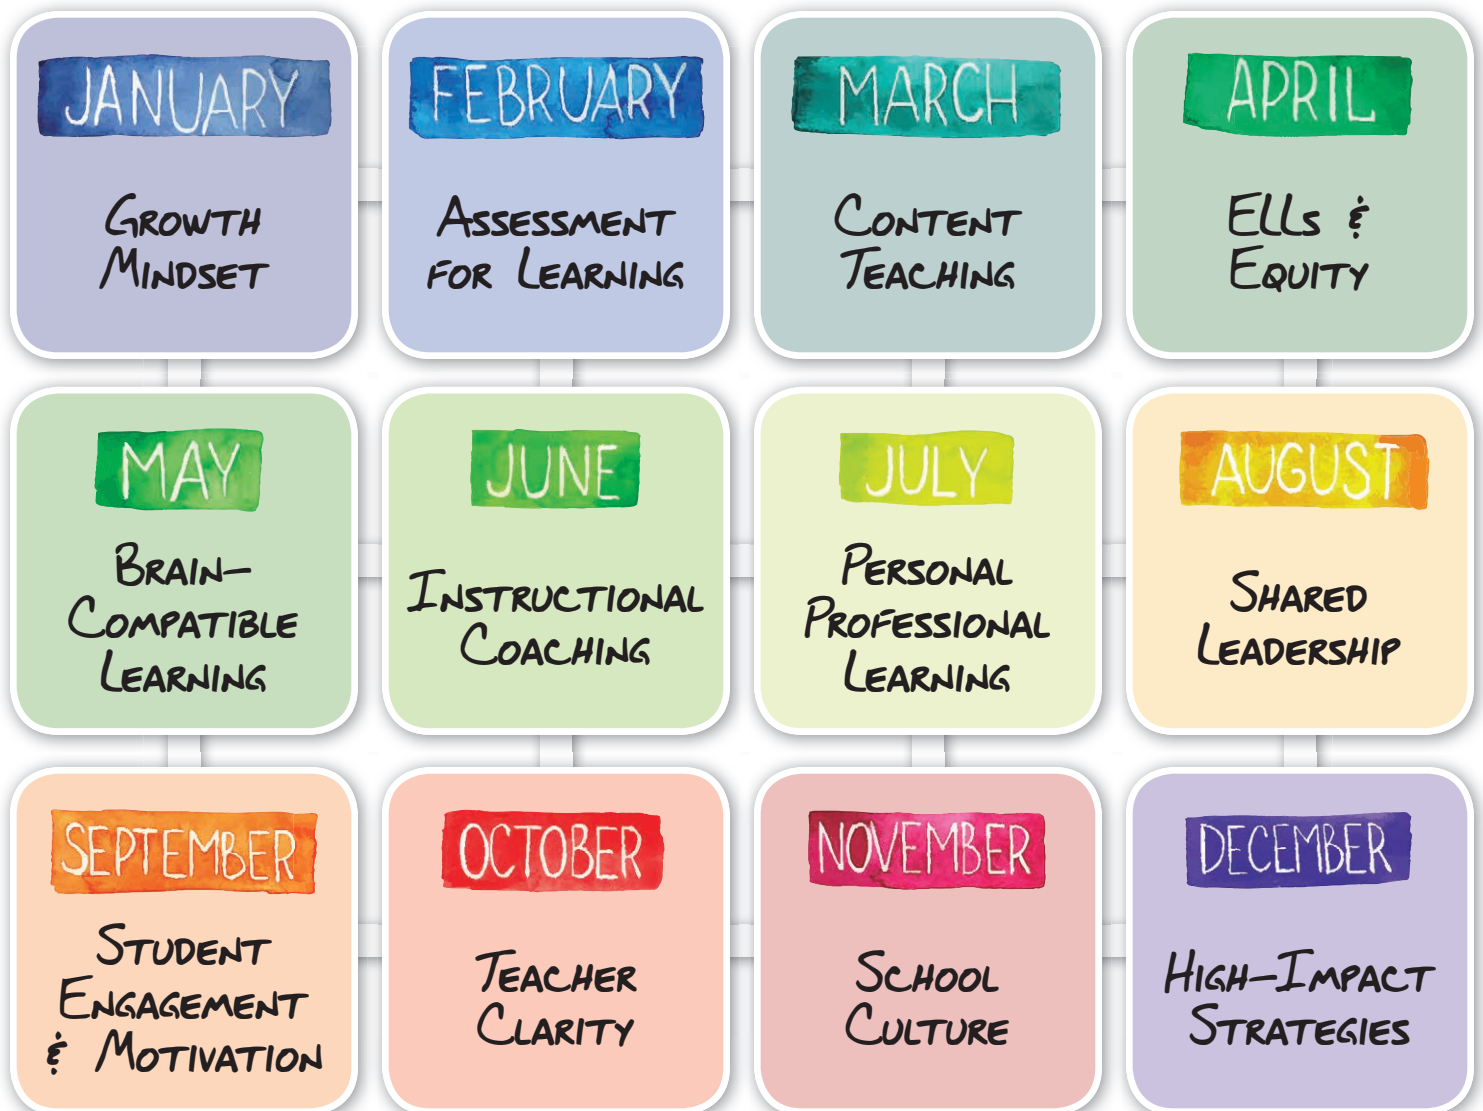 JANUARY
GROWTH
MINDSET
FEBRUARY
ASSESSMENT
FOR LEARNING
MARCH
CONTENT
TEACHING
APRIL
ELLS &
EQUITY
MAY
BRAIN-
COMPATIBLE
LEARNING
JUNE
INSTRUCTIONAL
COACHING
JULY
PERSONAL
PROFESSIONAL
LEARNING
AUGUST
SHARED
LEADERSHIP
SEPTEMBER
STUDENT
ENGAGEMENT
& MOTIVATION
OCTOBER
TEACHER
CLARITY
NOVEMBER
SCHOOL
CULTURE
DECEMBER
HIGH-IMPACT
STRATEGIES